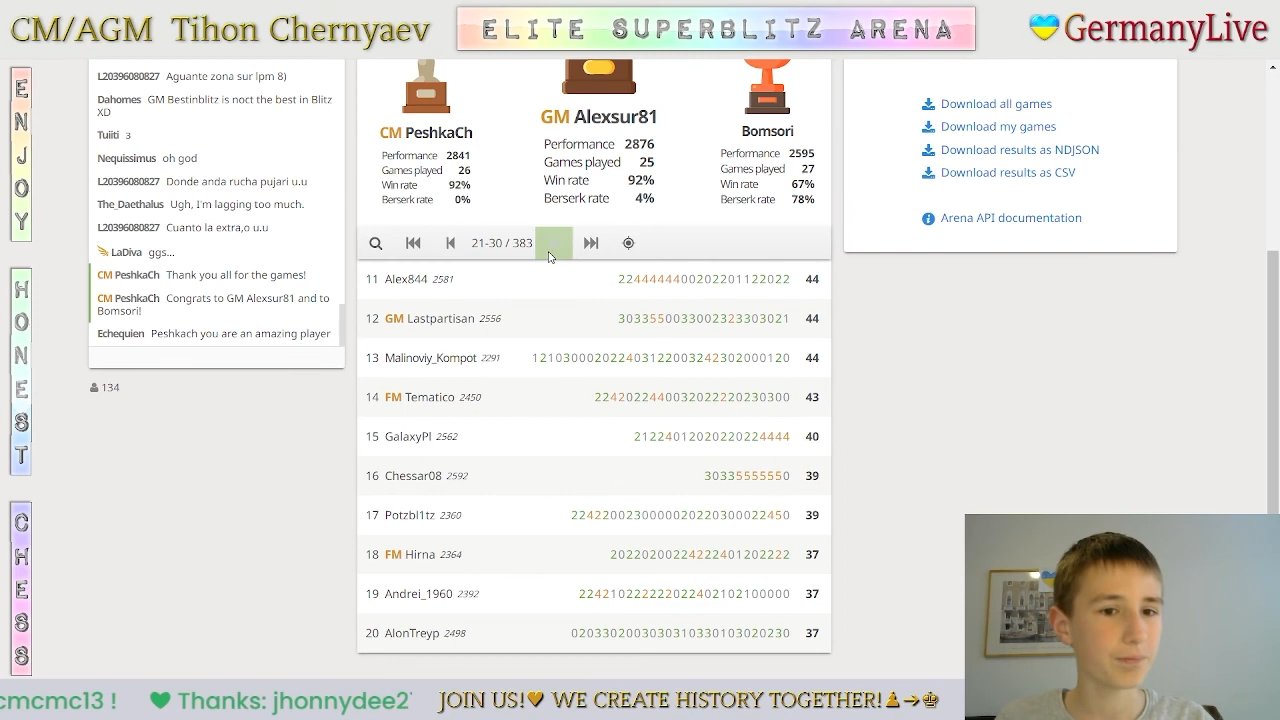 CM/AGM Tihon Chernyaev
ELITE SUPERBLITZ ARENA
GermanyLive
ENJOY
HONEST
CHESS
L20396080827 Aguante zona sur lpm 8)
Dahomes GM Bestinblitz is noct the best in Blitz
XD
Tuiiti 3
Nequissimus oh god
L20396080827 Donde anda rucha pujari u.u
The_Daethalus Ugh, I'm lagging too much.
L20396080827 Cuanto la extra,o u.u
LaDiva ggs...
CM PeshkaCh Thank you all for the games!
CM PeshkaCh Congrats to GM Alexsur81 and to
Bomsori!
Echequien Peshkach you are an amazing player
134
CM PeshkaCh
Performance 2841
Games played 26
Win rate 92%
Berserk rate 0%
GM Alexsur81
Performance 2876
Games played 25
Win rate 92%
Berserk rate 4%
Bomsori
Performance 2595
Games played 27
Win rate 67%
Berserk rate 78%
21-30 / 383
11 Alex844 2581 2244444400202201122022 44
12 GM Lastpartisan 2556 3033550033002323303021 44
13 Malinoviy_Kompot 2291 121030002022403122003242302000120 44
14 FM Tematico 2450 2242022440032022220230300 43
15 GalaxyPl 2562 21224012020220224444 40
16 Chessar08 2592 30335555550 39
17 Potzbl1tz 2360 2242200230000020220300022450 39
18 FM Hirna 2364 20220200224222401202222 37
19 Andrei_1960 2392 224210222222022402102100000 37
20 AlonTreyp 2498 0203302003030310330103020230 37
Download all games
Download my games
Download results as NDJSON
Download results as CSV
Arena API documentation
cmcmc13 ! Thanks: jhonnydee2 JOIN US! WE CREATE HISTORY TOGETHER!